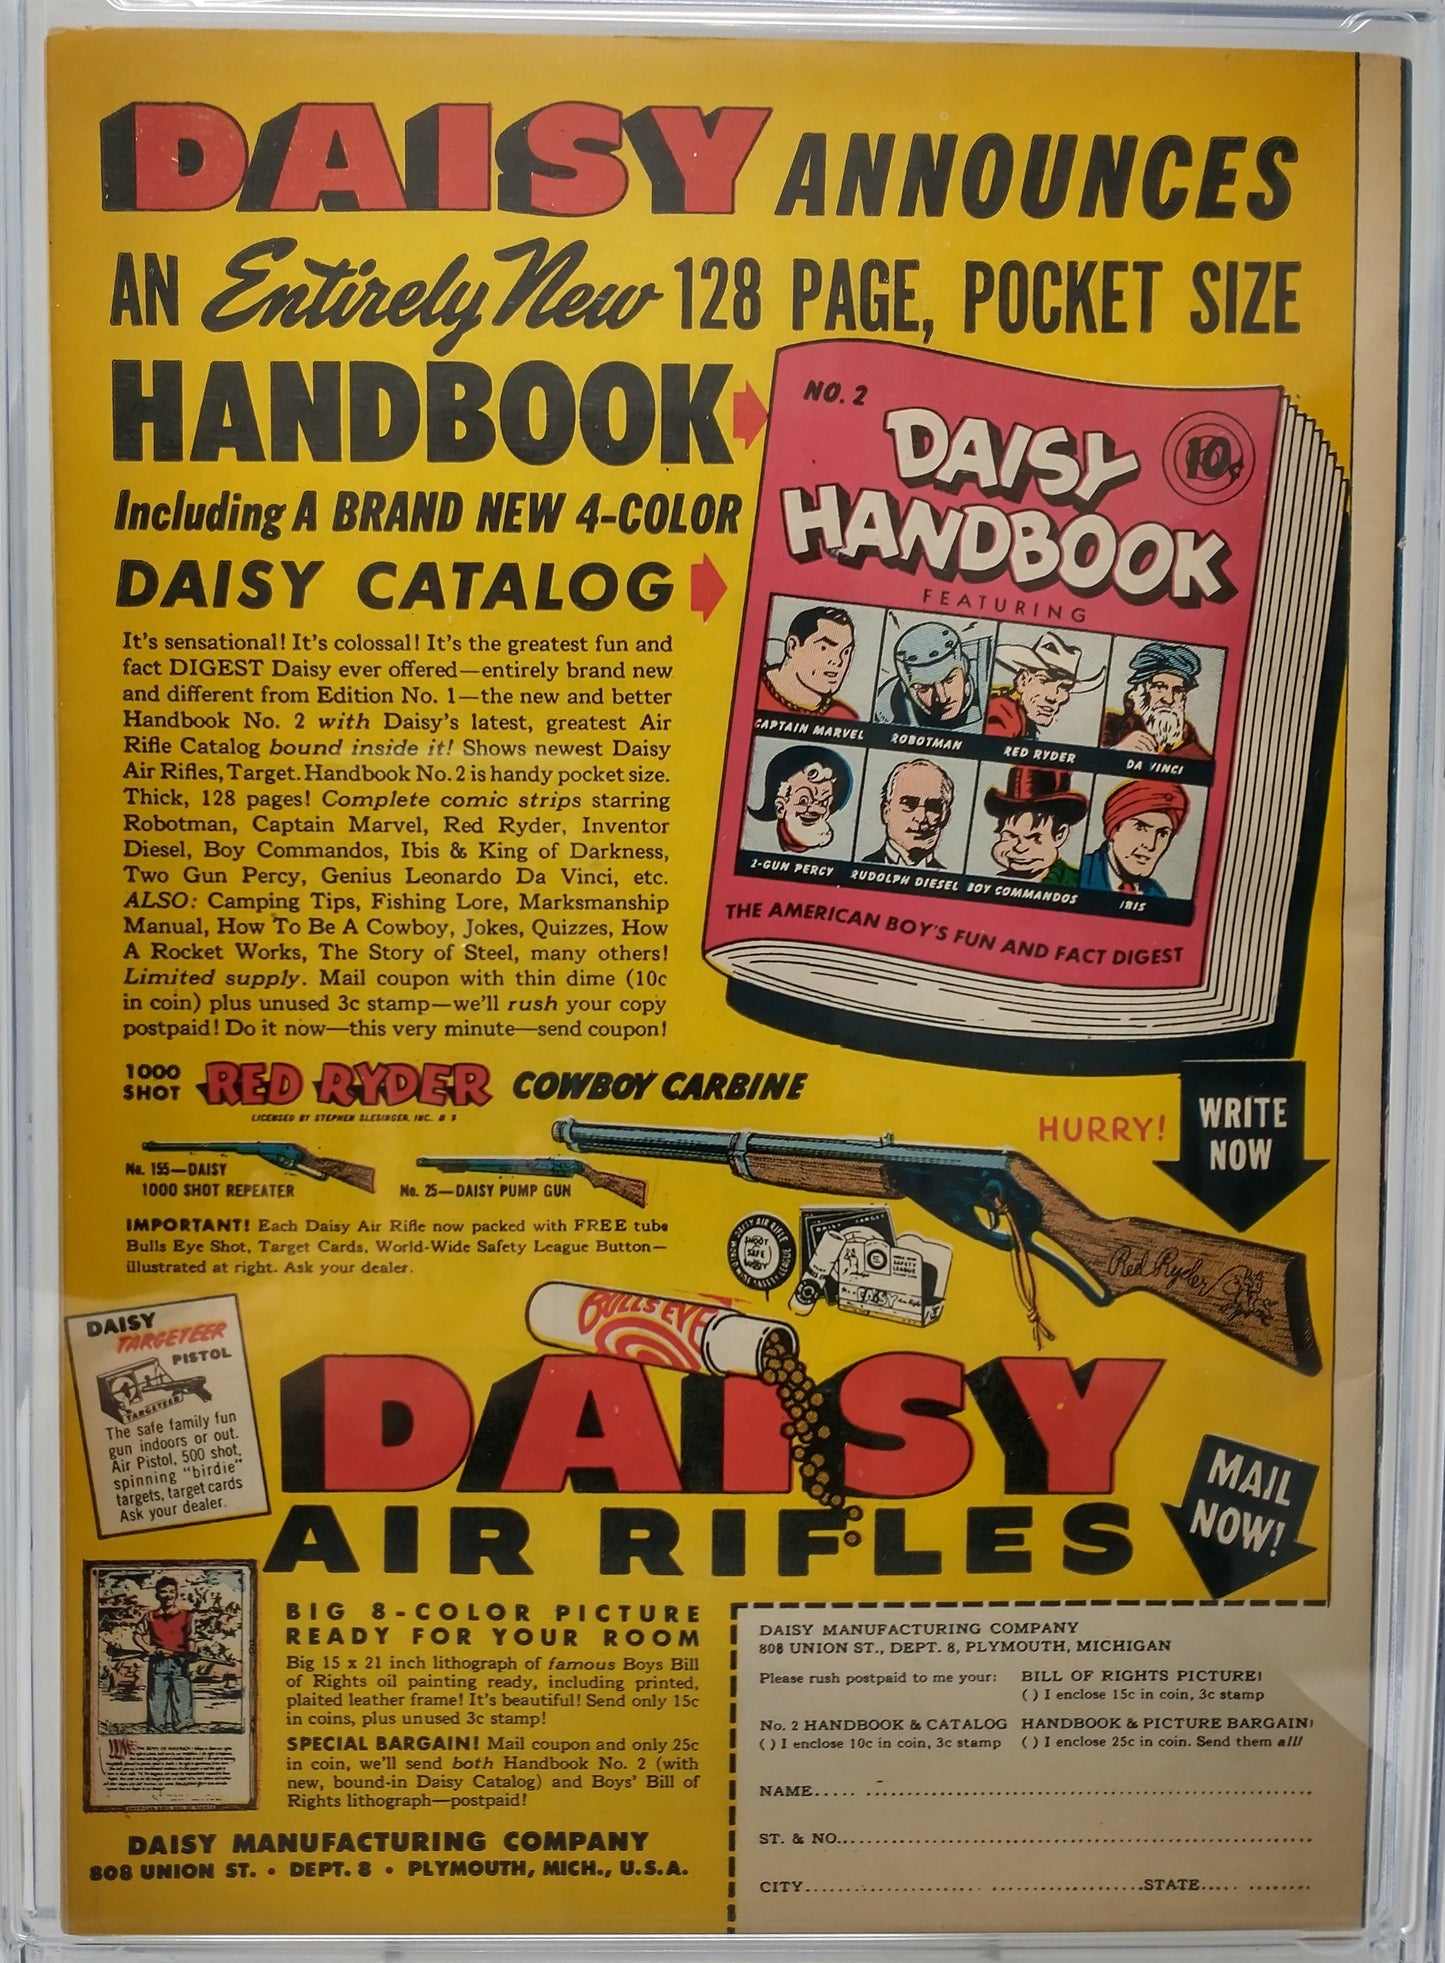 DAISY ANNOUNCES
AN Entirely New 128 PAGE, POCKET SIZE
HANDBOOK
Including A BRAND NEW 4-COLOR
DAISY CATALOG
It's sensational! It's colossal! It's the greatest fun and
fact DIGEST Daisy ever offered—entirely brand new
and different from Edition No. 1—the new and better
Handbook No. 2 with Daisy's latest, greatest Air
Rifle Catalog bound inside it! Shows newest Daisy
Air Rifles, Target. Handbook No. 2 is handy pocket size.
Thick, 128 pages! Complete comic strips starring
Robotman, Captain Marvel, Red Ryder, Inventor
Diesel, Boy Commandos, Ibis & King of Darkness,
Two Gun Percy, Genius Leonardo Da Vinci, etc.
ALSO: Camping Tips, Fishing Lore, Marksmanship
Manual, How To Be A Cowboy, Jokes, Quizzes, How
A Rocket Works, The Story of Steel, many others!
Limited supply. Mail coupon with thin dime (10c
in coin) plus unused 3c stamp—we'll rush your copy
postpaid! Do it now—this very minute—send coupon!
NO. 2
10¢
DAISY
HANDBOOK
FEATURING
CAPTAIN MARVEL ROBOTMAN RED RYDER DA VINCI
2-GUN PERCY RUDOLPH DIESEL BOY COMMANDOS IBIS
THE AMERICAN BOY'S FUN AND FACT DIGEST
1000
SHOT RED RYDER COWBOY CARBINE
LICENSED BY STEPHEN SLESINGER, INC.
HURRY!
WRITE
NOW
No. 155—DAISY
1000 SHOT REPEATER
No. 25—DAISY PUMP GUN
Red Ryder
IMPORTANT! Each Daisy Air Rifle now packed with FREE tube
Bulls Eye Shot, Target Cards, World-Wide Safety League Button—
illustrated at right. Ask your dealer.
SHOOT
SAFE
BUDDY
DAISY
BULLS EYE
DAISY
TARGETEER
PISTOL
TARGETEER
The safe family fun
gun indoors or out.
Air Pistol, 500 shot,
spinning "birdie"
targets, target cards
Ask your dealer.
DAISY
AIR RIFLES
MAIL
NOW!
BIG 8-COLOR PICTURE
READY FOR YOUR ROOM
Big 15 x 21 inch lithograph of famous Boys Bill
of Rights oil painting ready, including printed,
plaited leather frame! It's beautiful! Send only 15c
in coins, plus unused 3c stamp!
SPECIAL BARGAIN! Mail coupon and only 25c
in coin, we'll send both Handbook No. 2 (with
new, bound-in Daisy Catalog) and Boys' Bill of
Rights lithograph—postpaid!
DAISY MANUFACTURING COMPANY
808 UNION ST. • DEPT. 8 • PLYMOUTH, MICH., U.S.A.
DAISY MANUFACTURING COMPANY
808 UNION ST., DEPT. 8, PLYMOUTH, MICHIGAN
Please rush postpaid to me your: BILL OF RIGHTS PICTURE!
( ) I enclose 15c in coin, 3c stamp
No. 2 HANDBOOK & CATALOG HANDBOOK & PICTURE BARGAIN!
( ) I enclose 10c in coin, 3c stamp ( ) I enclose 25c in coin. Send them all!
NAME
ST. & NO.
CITY STATE